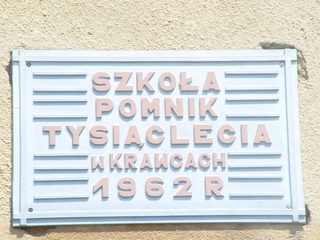 SZKOŁA
POMNIK
TYSIĄCLECIA
W KRAWCACH
1962 R